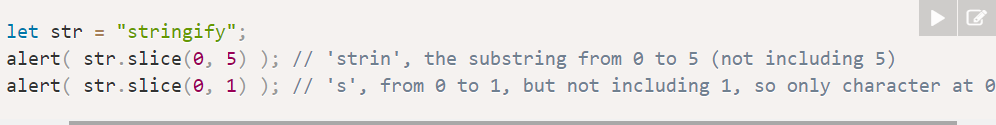 let str = "stringify";
alert( str.slice(0, 5) ); // 'strin', the substring from 0 to 5 (not including 5)
alert( str.slice(0, 1) ); // 's', from 0 to 1, but not including 1, so only character at 0